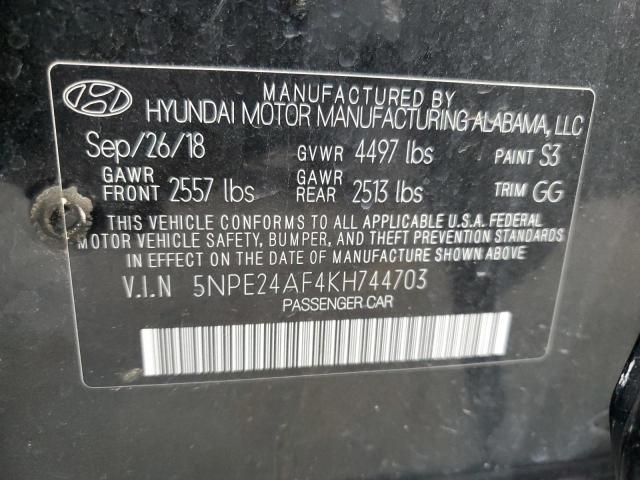 MANUFACTURED BY
HYUNDAI MOTOR MANUFACTURING ALABAMA, LLC
Sep/26/18 GVWR 4497 lbs PAINT S3
GAWR FRONT 2557 lbs GAWR REAR 2513 lbs TRIM GG
THIS VEHICLE CONFORMS TO ALL APPLICABLE U.S.A. FEDERAL
MOTOR VEHICLE SAFETY, BUMPER, AND THEFT PREVENTION STANDARDS
IN EFFECT ON THE DATE OF MANUFACTURE SHOWN ABOVE.
V.I.N 5NPE24AF4KH744703
PASSENGER CAR